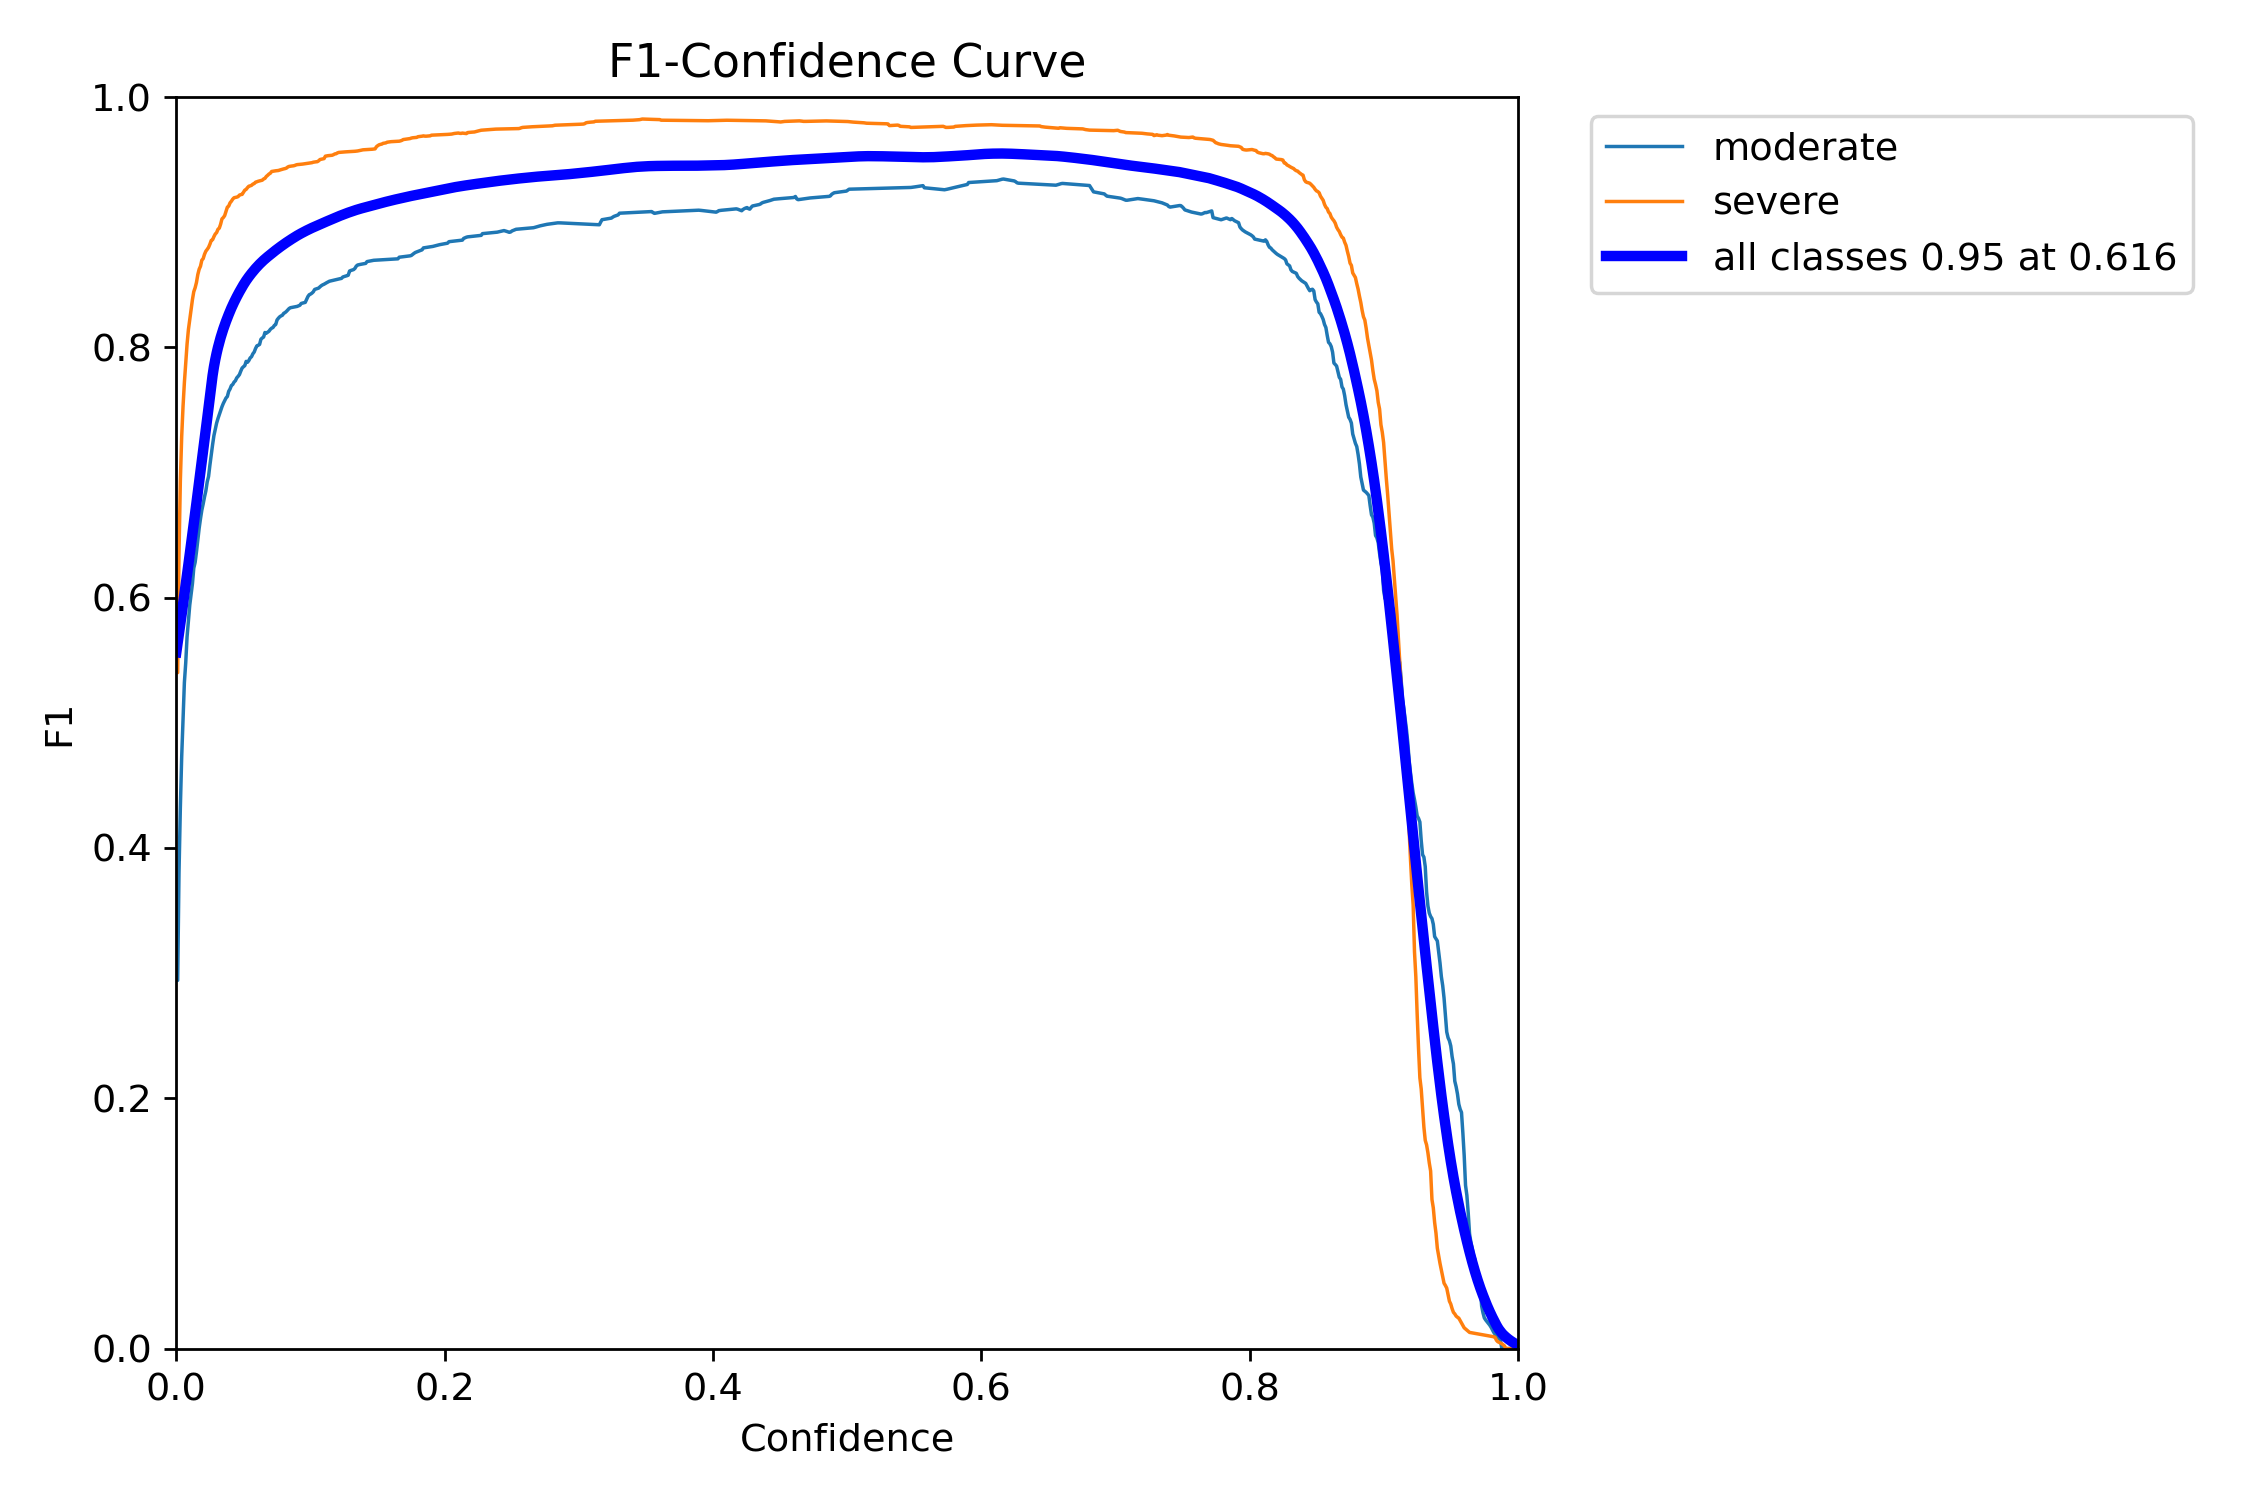 F1-Confidence Curve
1.0
0.8
0.6
0.4
0.2
0.0
F1
0.0 0.2 0.4 0.6 0.8 1.0
Confidence
moderate
severe
all classes 0.95 at 0.616